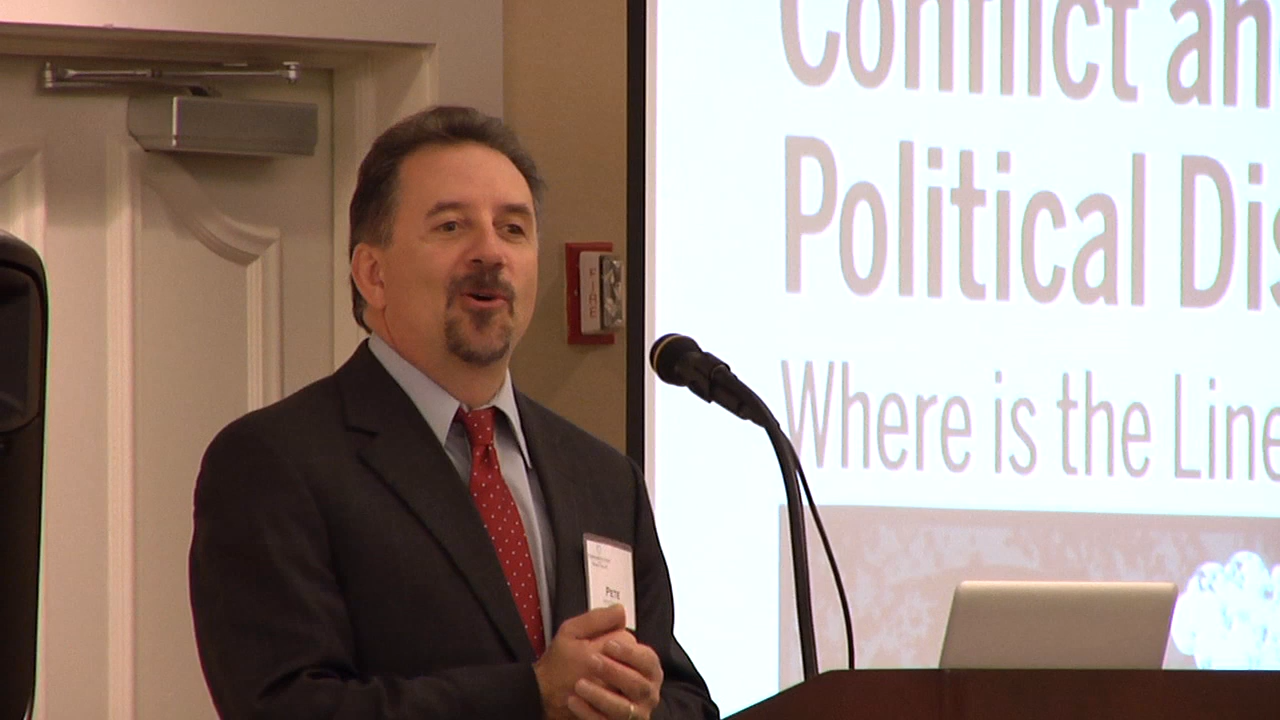 Conflict an
Political Dis
Where is the Line
FIRE
PETE